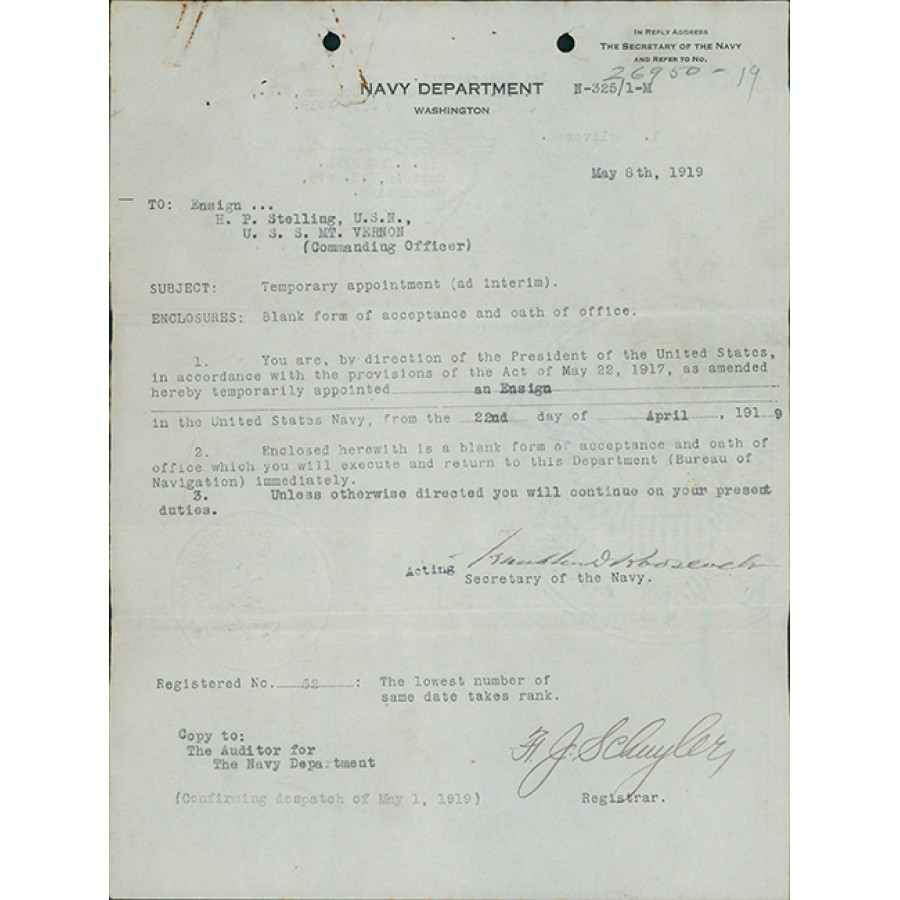 IN REPLY ADDRESS
THE SECRETARY OF THE NAVY
AND REFER TO NO.
26950-19
NAVY DEPARTMENT N-325/1-M
WASHINGTON
May 8th, 1919
TO: Ensign ...
H. P. Stelling, U.S.N.,
U. S. S. MT. VERNON
(Commanding Officer)
SUBJECT: Temporary appointment (ad interim).
ENCLOSURES: Blank form of acceptance and oath of office.
1. You are, by direction of the President of the United States,
in accordance with the provisions of the Act of May 22, 1917, as amended
hereby temporarily appointed an Ensign
in the United States Navy, from the 22nd day of April, 1919
2. Enclosed herewith is a blank form of acceptance and oath of
office which you will execute and return to this Department (Bureau of
Navigation) immediately.
3. Unless otherwise directed you will continue on your present
duties.
Franklin D Roosevelt
Acting Secretary of the Navy.
Registered No. 52 : The lowest number of
same date takes rank.
Copy to:
The Auditor for
The Navy Department
J. Schuyler
(Confirming despatch of May 1, 1919) Registrar.